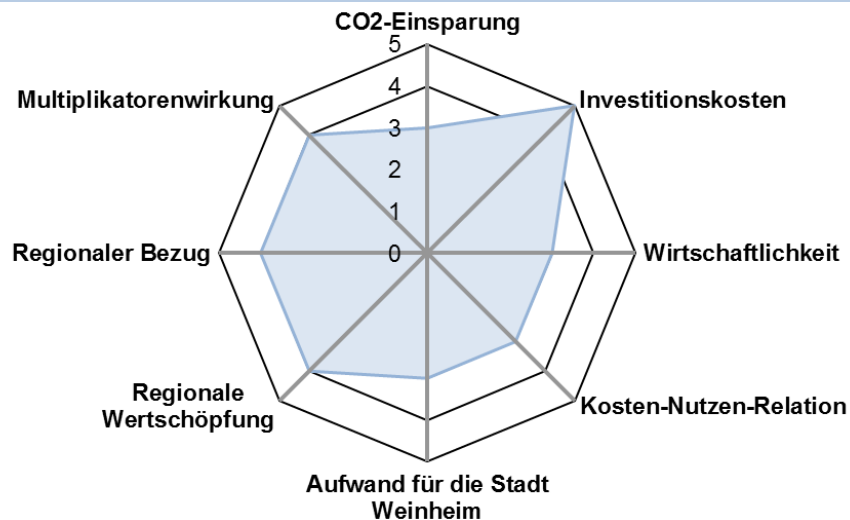 CO2-Einsparung
5
4
3
2
1
0
Investitionskosten
Wirtschaftlichkeit
Kosten-Nutzen-Relation
Aufwand für die Stadt
Weinheim
Regionale
Wertschöpfung
Regionaler Bezug
Multiplikatorenwirkung